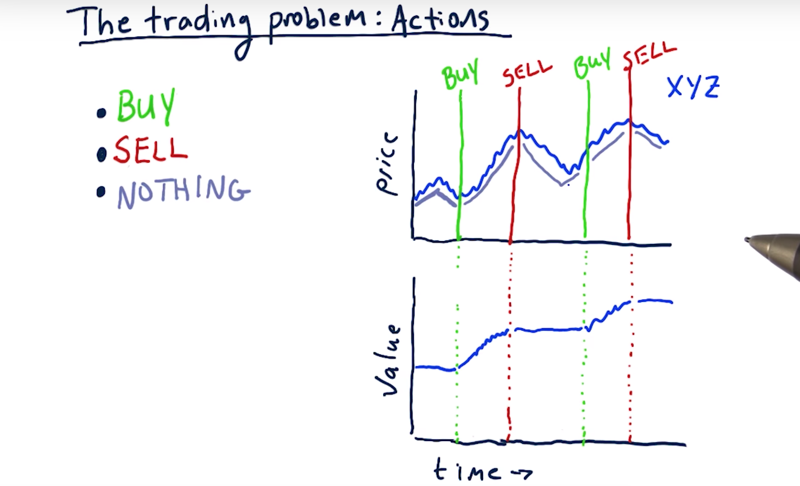 The trading problem: Actions
• BUY
• SELL
• NOTHING
BUY SELL BUY SELL
XYZ
price
Value
time →